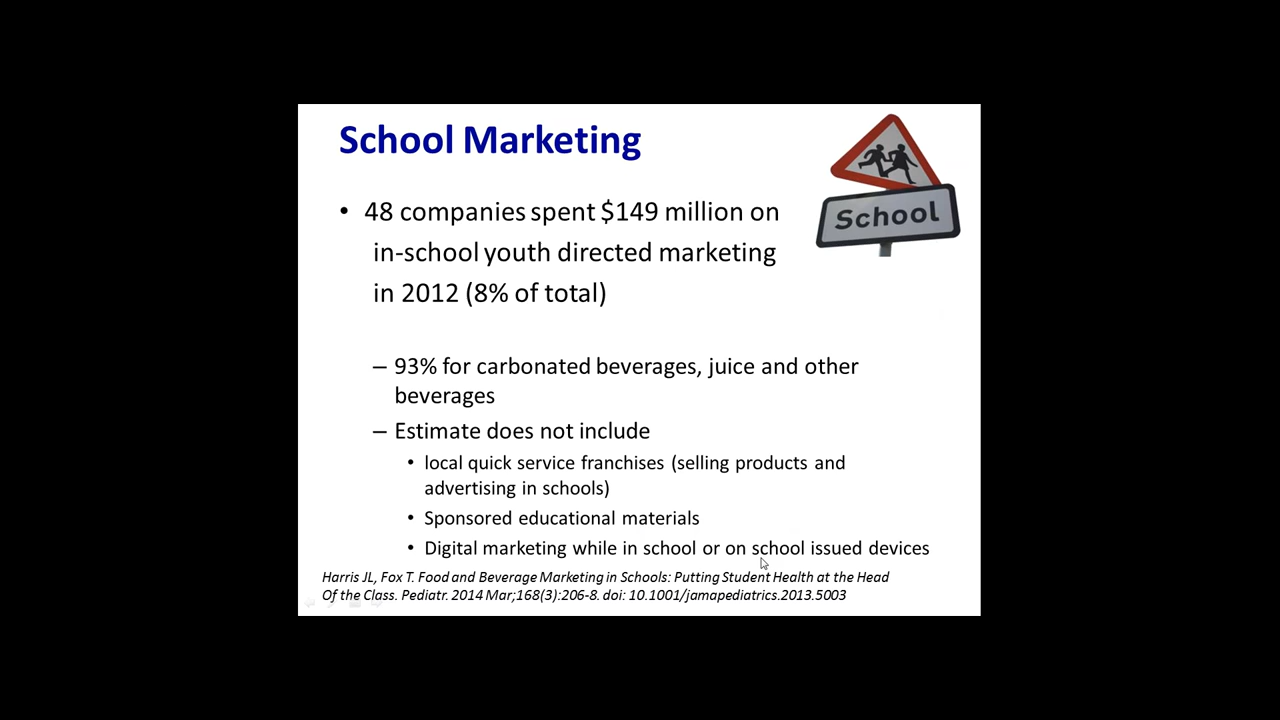 School Marketing
School
• 48 companies spent $149 million on
in-school youth directed marketing
in 2012 (8% of total)
– 93% for carbonated beverages, juice and other
beverages
– Estimate does not include
• local quick service franchises (selling products and
advertising in schools)
• Sponsored educational materials
• Digital marketing while in school or on school issued devices
Harris JL, Fox T. Food and Beverage Marketing in Schools: Putting Student Health at the Head
Of the Class. Pediatr. 2014 Mar;168(3):206-8. doi: 10.1001/jamapediatrics.2013.5003